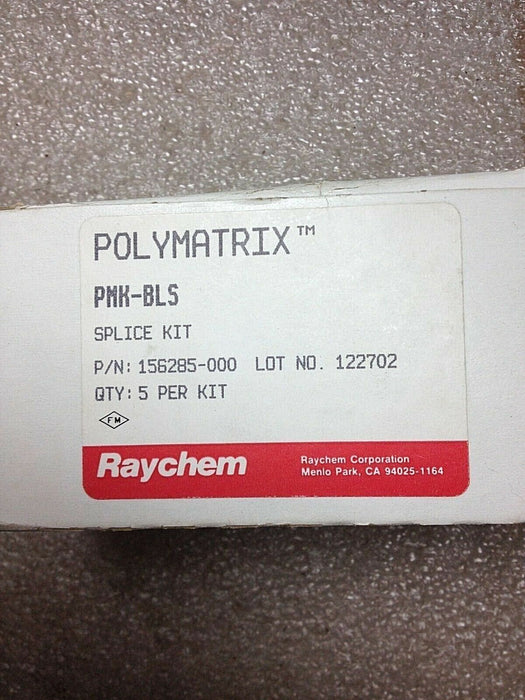 POLYMATRIX™
PMK-BLS
SPLICE KIT
P/N: 156285-000 LOT NO. 122702
QTY: 5 PER KIT
FM
Raychem
Raychem Corporation
Menlo Park, CA 94025-1164